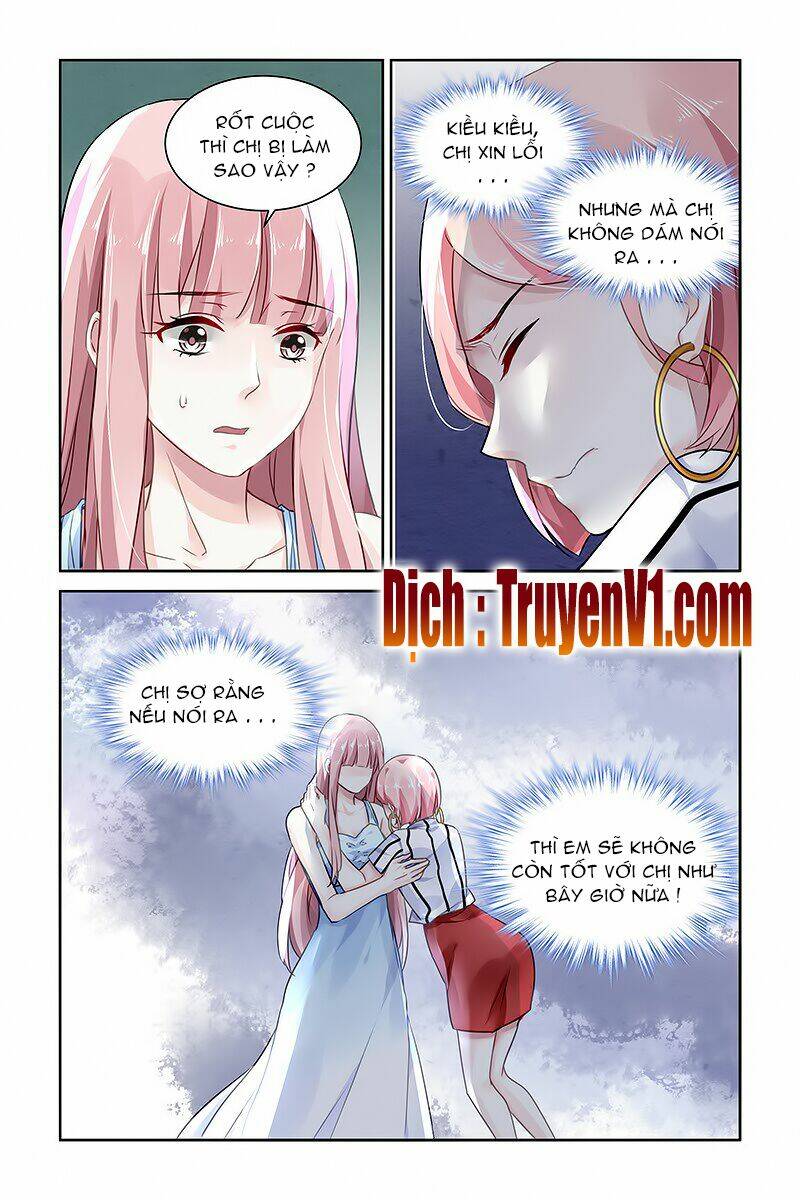 RỐT CUỘC
THÌ CHỊ BỊ LÀM
SAO VẬY ?
KIỀU KIỀU,
CHỊ XIN LỖI
. . .
NHƯNG MÀ CHỊ
KHÔNG DÁM NÓI
RA . . .
Dịch : TruyenV1.com
CHỊ SỢ RẰNG
NẾU NÓI RA . . .
THÌ EM SẼ KHÔNG
CÒN TỐT VỚI CHỊ NHƯ
BÂY GIỜ NỮA !